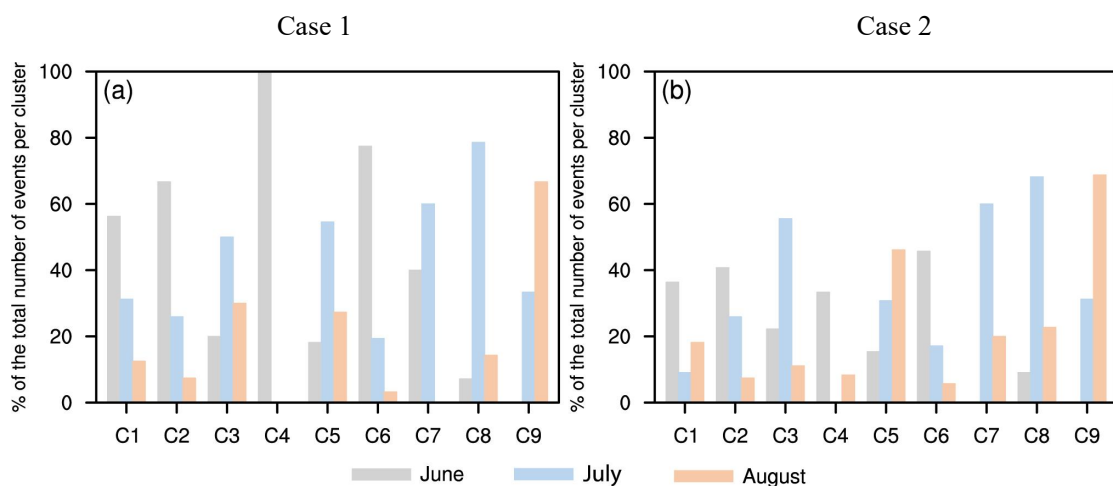 Case 1 Case 2
(a)
% of the total number of events per cluster
100
80
60
40
20
0
C1 C2 C3 C4 C5 C6 C7 C8 C9
(b)
% of the total number of events per cluster
100
80
60
40
20
0
C1 C2 C3 C4 C5 C6 C7 C8 C9
June July August